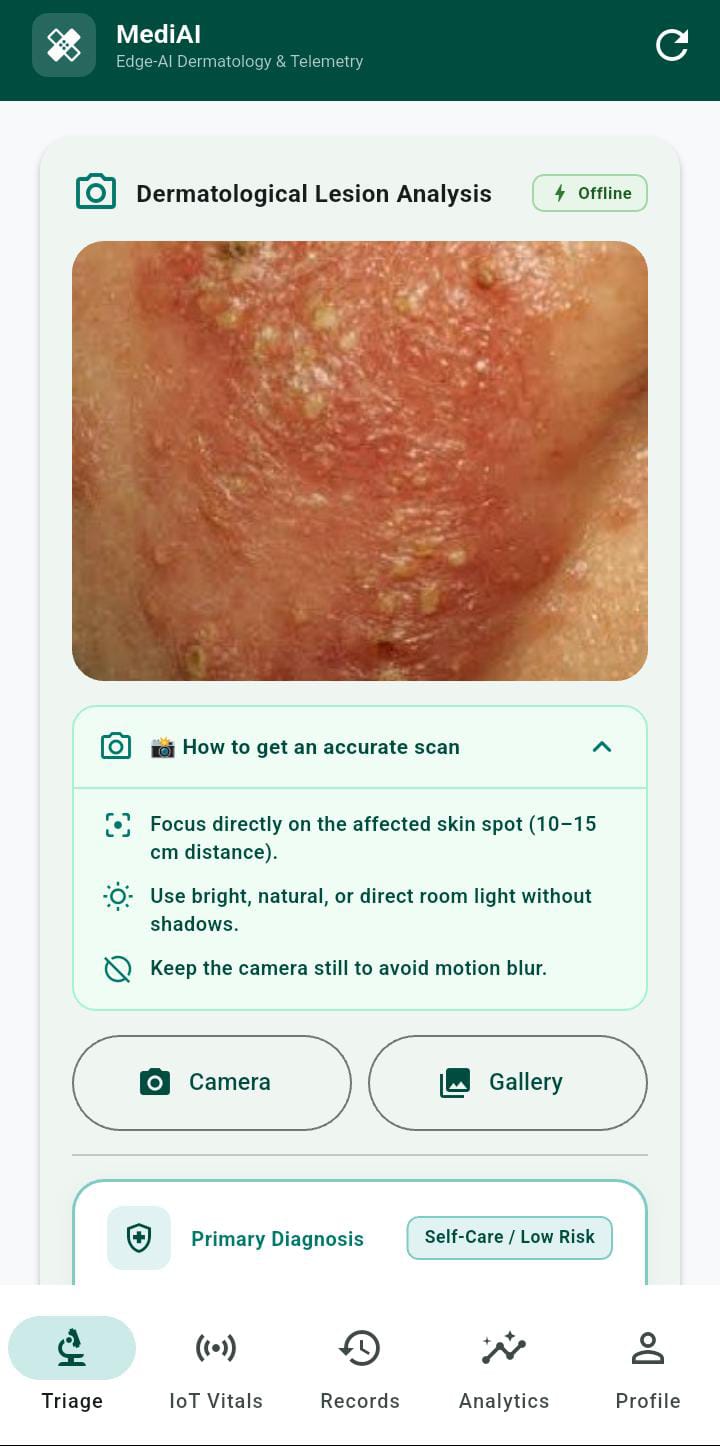 MediAI
Edge-AI Dermatology & Telemetry
Dermatological Lesion Analysis
Offline
📸 How to get an accurate scan
Focus directly on the affected skin spot (10–15
cm distance).
Use bright, natural, or direct room light without
shadows.
Keep the camera still to avoid motion blur.
Camera
Gallery
Primary Diagnosis
Self-Care / Low Risk
Triage
IoT Vitals
Records
Analytics
Profile